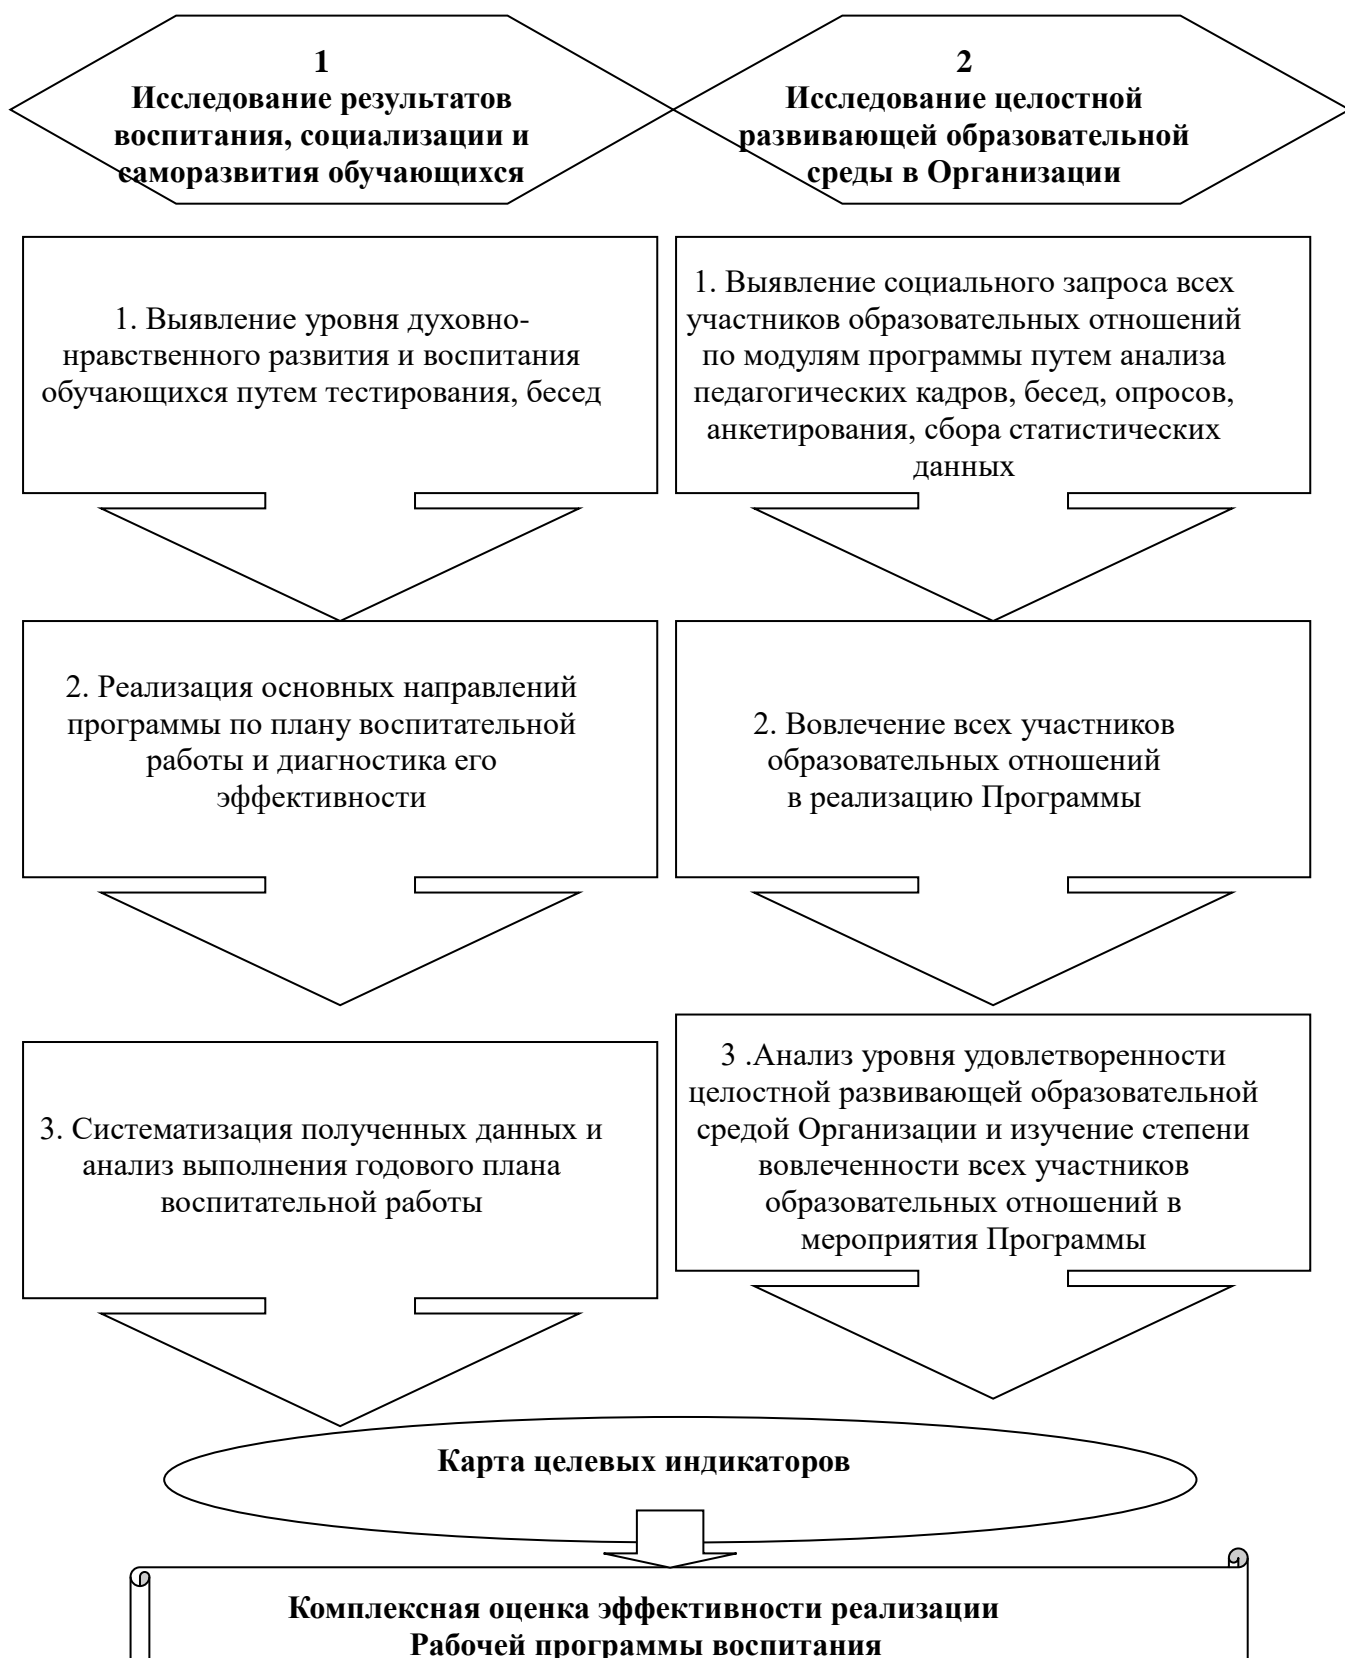 1
Исследование результатов
воспитания, социализации и
саморазвития обучающихся
2
Исследование целостной
развивающей образовательной
среды в Организации
1. Выявление уровня духовно-
нравственного развития и воспитания
обучающихся путем тестирования, бесед
1. Выявление социального запроса всех
участников образовательных отношений
по модулям программы путем анализа
педагогических кадров, бесед, опросов,
анкетирования, сбора статистических
данных
2. Реализация основных направлений
программы по плану воспитательной
работы и диагностика его
эффективности
2. Вовлечение всех участников
образовательных отношений
в реализацию Программы
3. Систематизация полученных данных и
анализ выполнения годового плана
воспитательной работы
3 .Анализ уровня удовлетворенности
целостной развивающей образовательной
средой Организации и изучение степени
вовлеченности всех участников
образовательных отношений в
мероприятия Программы
Карта целевых индикаторов
Комплексная оценка эффективности реализации
Рабочей программы воспитания